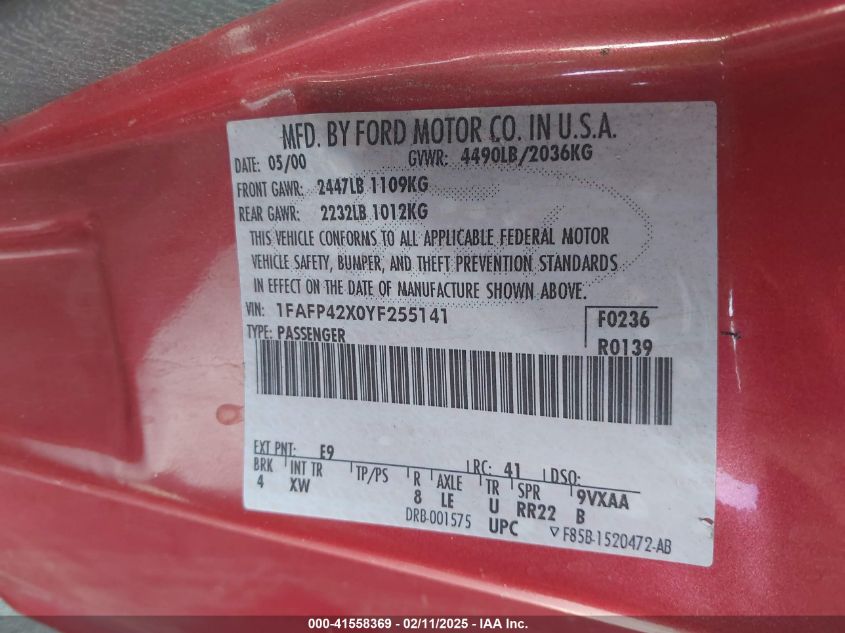 MFD. BY FORD MOTOR CO. IN U.S.A.
DATE: 05/00 GVWR: 4490LB/2036KG
FRONT GAWR: 2447LB 1109KG
REAR GAWR: 2232LB 1012KG
THIS VEHICLE CONFORMS TO ALL APPLICABLE FEDERAL MOTOR
VEHICLE SAFETY, BUMPER, AND THEFT PREVENTION STANDARDS
IN EFFECT ON THE DATE OF MANUFACTURE SHOWN ABOVE.
VIN: 1FAFP42X0YF255141 F0236
TYPE: PASSENGER R0139
EXT PNT: E9 RC: 41 DSO:
BRK INT TR TP/PS R AXLE TR SPR 9VXAA
4 XW 8 LE U RR22 B
DRB-001575 UPC ▽F85B-1520472-AB
000-41558369 - 02/11/2025 - IAA Inc.